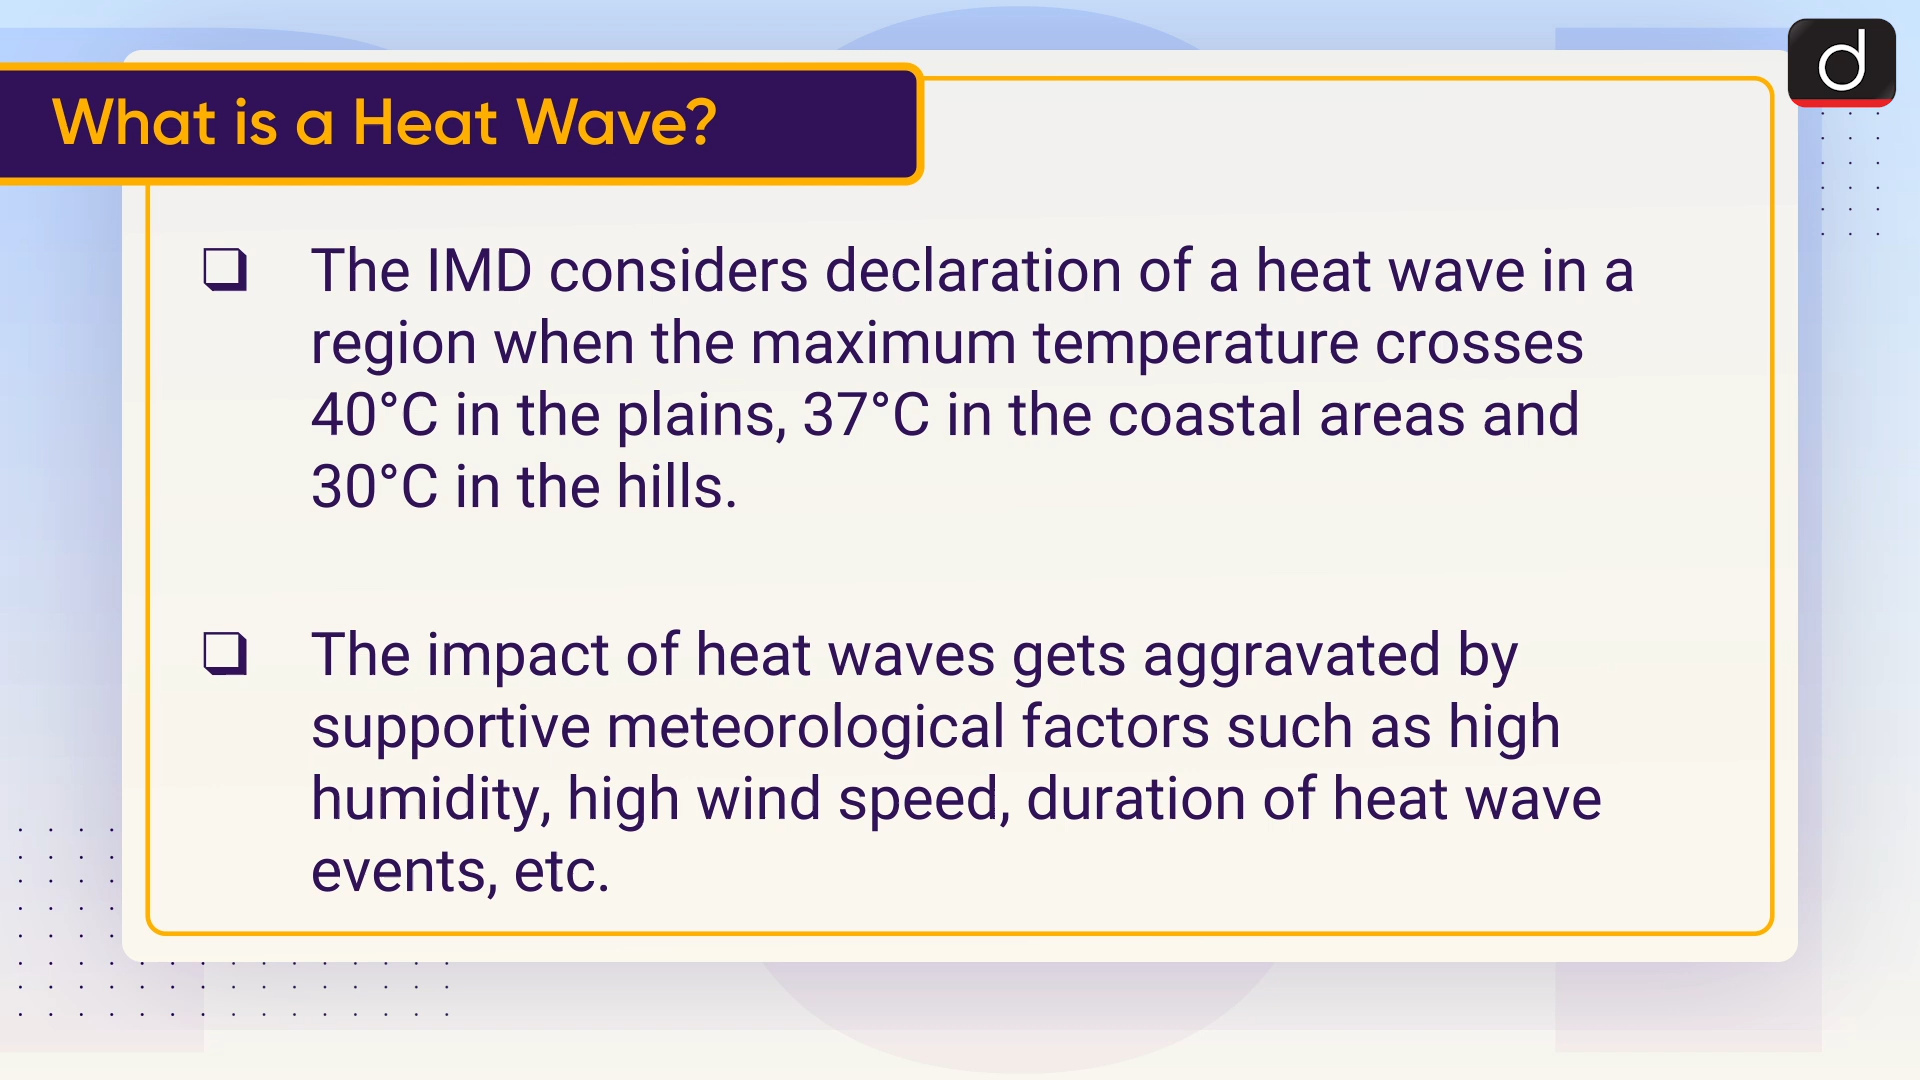 What is a Heat Wave?
The IMD considers declaration of a heat wave in a
region when the maximum temperature crosses
40°C in the plains, 37°C in the coastal areas and
30°C in the hills.
The impact of heat waves gets aggravated by
supportive meteorological factors such as high
humidity, high wind speed, duration of heat wave
events, etc.
d